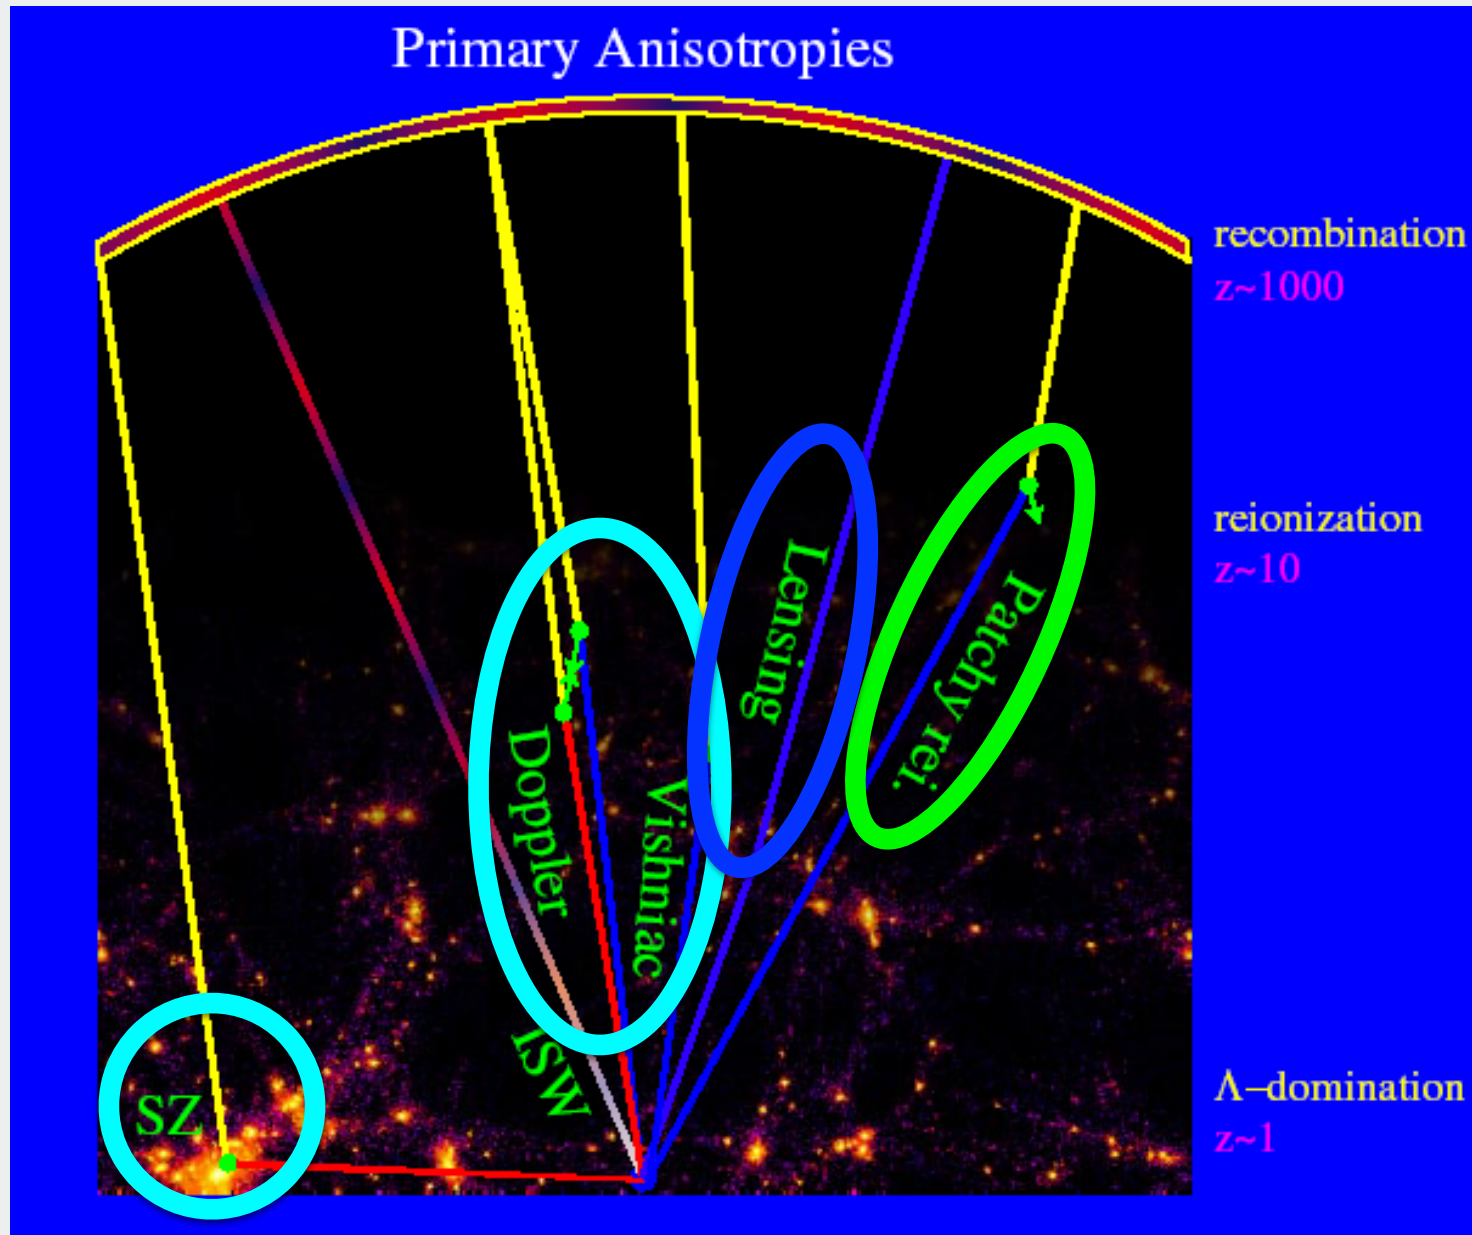 Primary Anisotropies
recombination
z~1000
reionization
z~10
Lensing
Patchy rei.
Doppler
Vishniac
ISW
SZ
Λ–domination
z~1